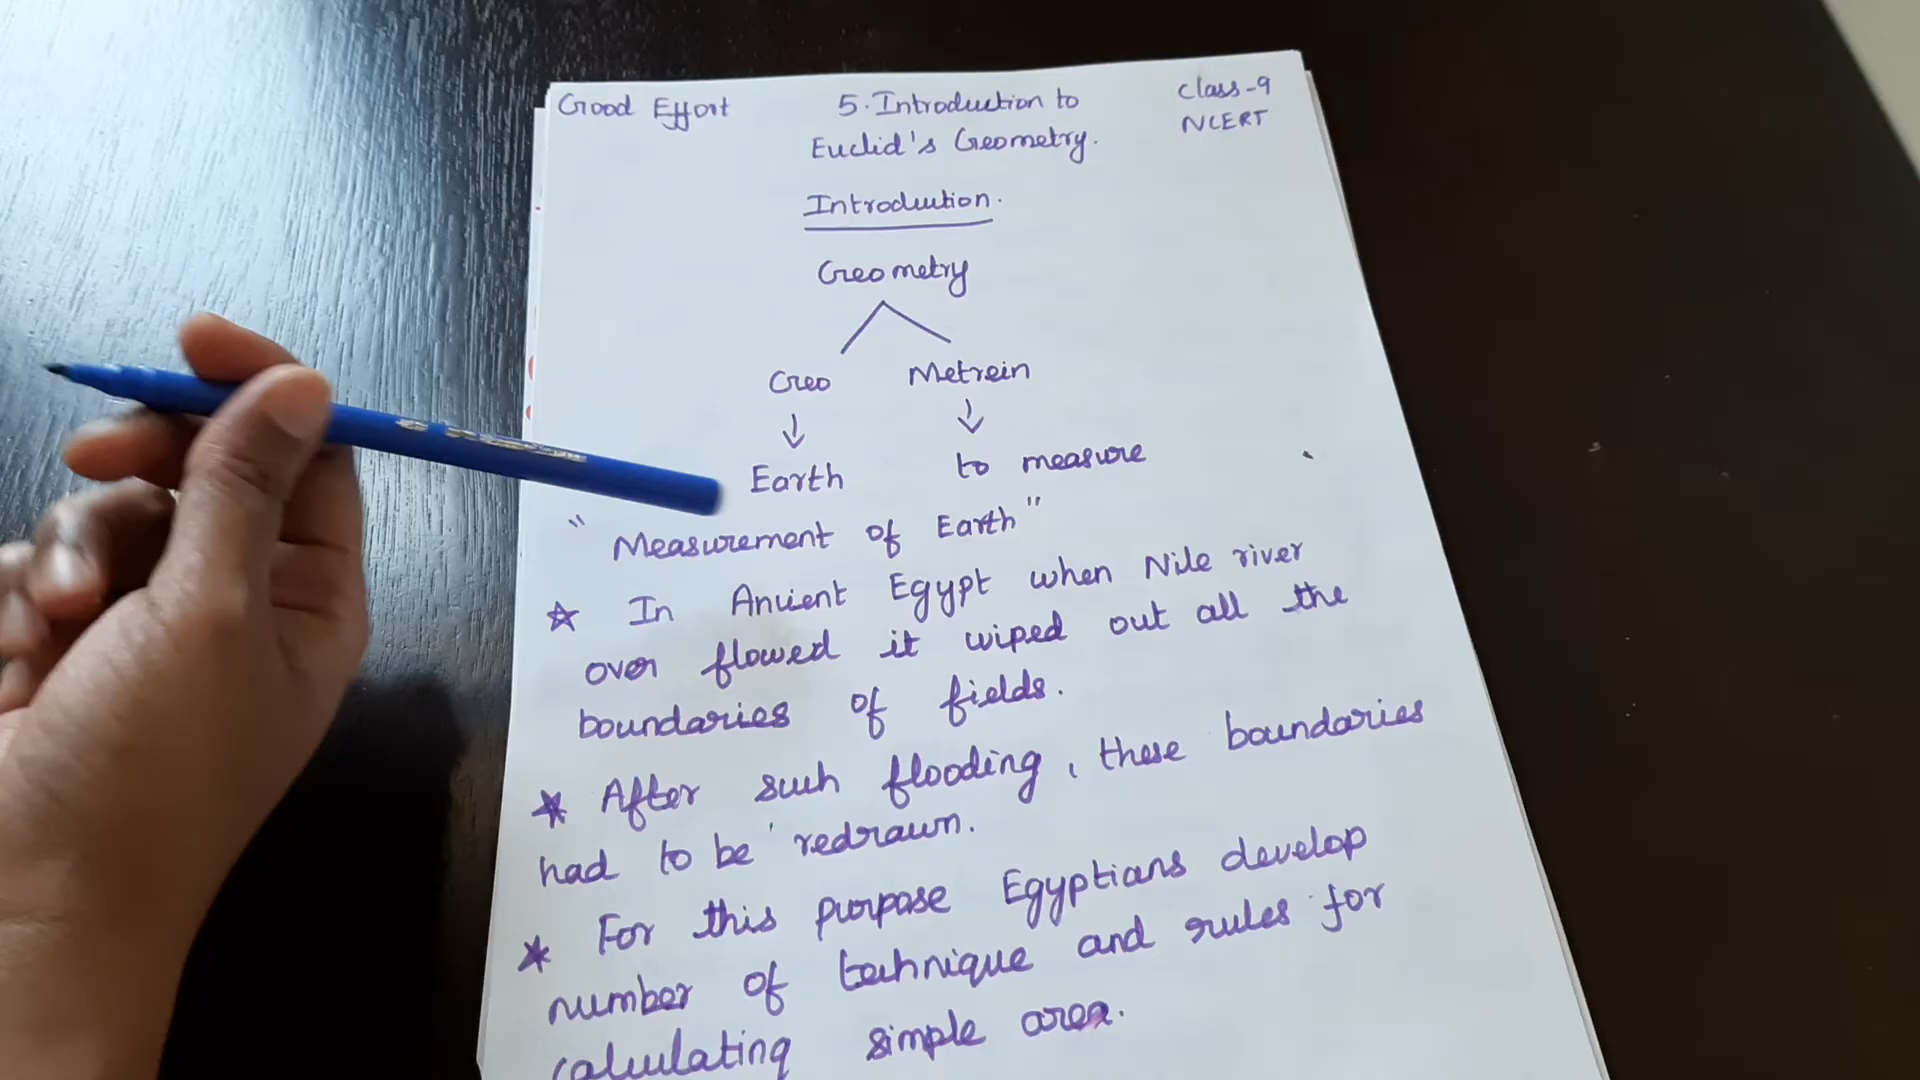 Good Effort
5. Introduction to
Euclid's Geometry.
Class-9
NCERT
Introduction.
Geometry
Geo Metrein
Earth to measure
"Measurement of Earth"
☆ In Ancient Egypt when Nile river
over flowed it wiped out all the
boundaries of fields.
★ After such flooding, these boundaries
had to be redrawn.
★ For this purpose Egyptians develop
number of technique and rules for
calculating simple area.